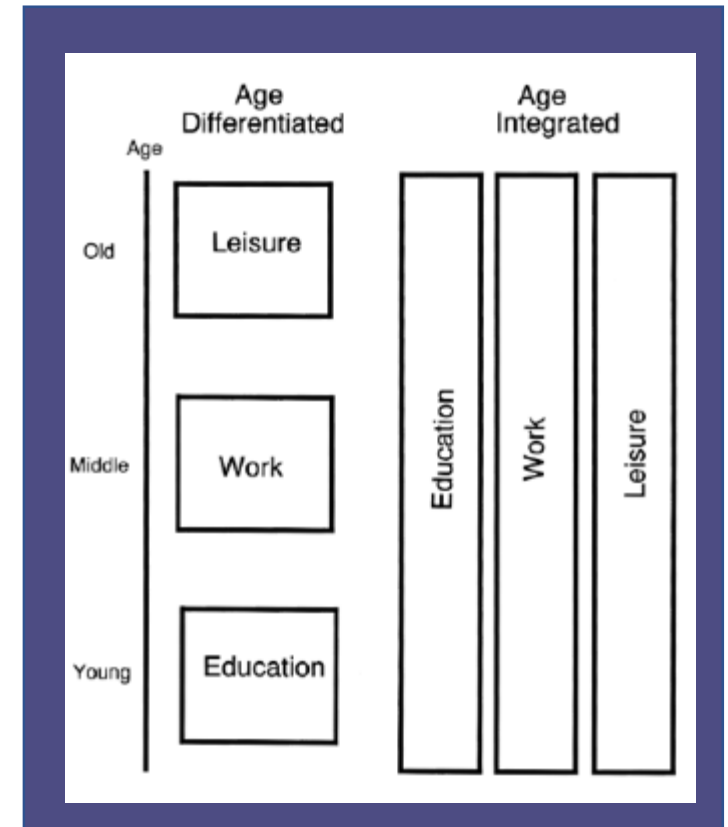 Age
Differentiated
Age
Integrated
Age
Old
Leisure
Middle
Work
Young
Education
Education
Work
Leisure